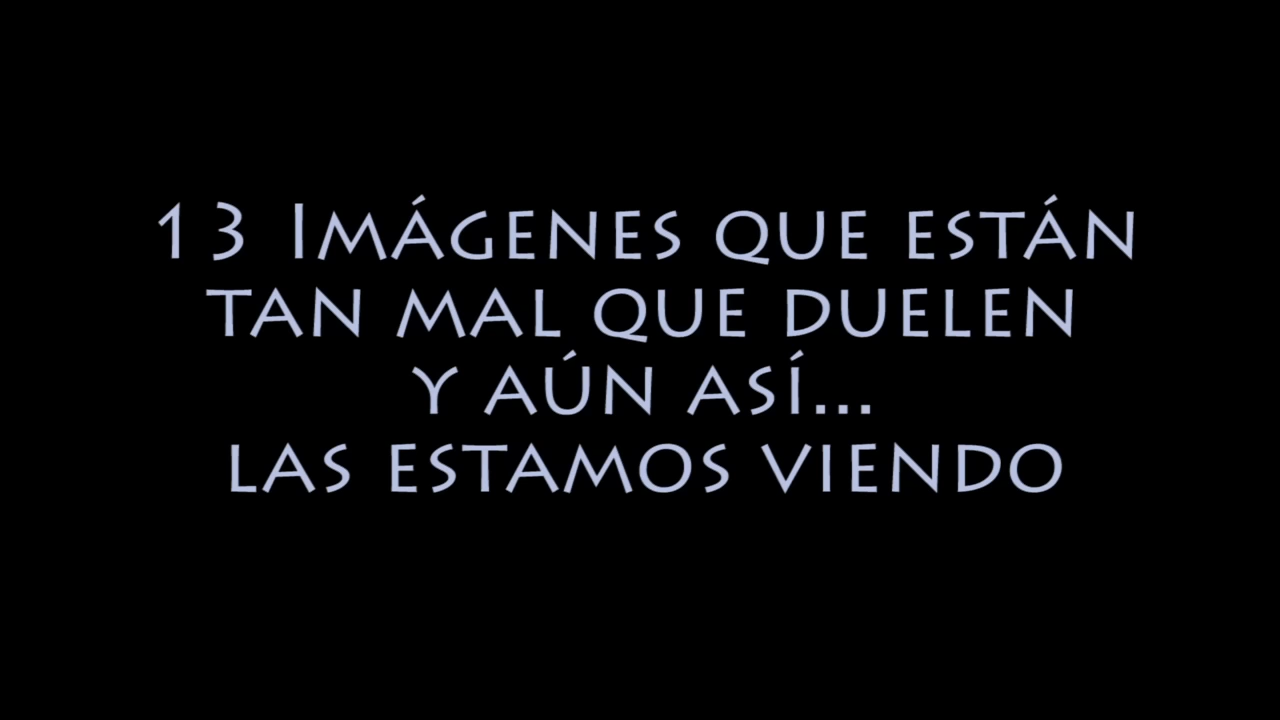 13 Imágenes que están
tan mal que duelen
y aún así...
las estamos viendo